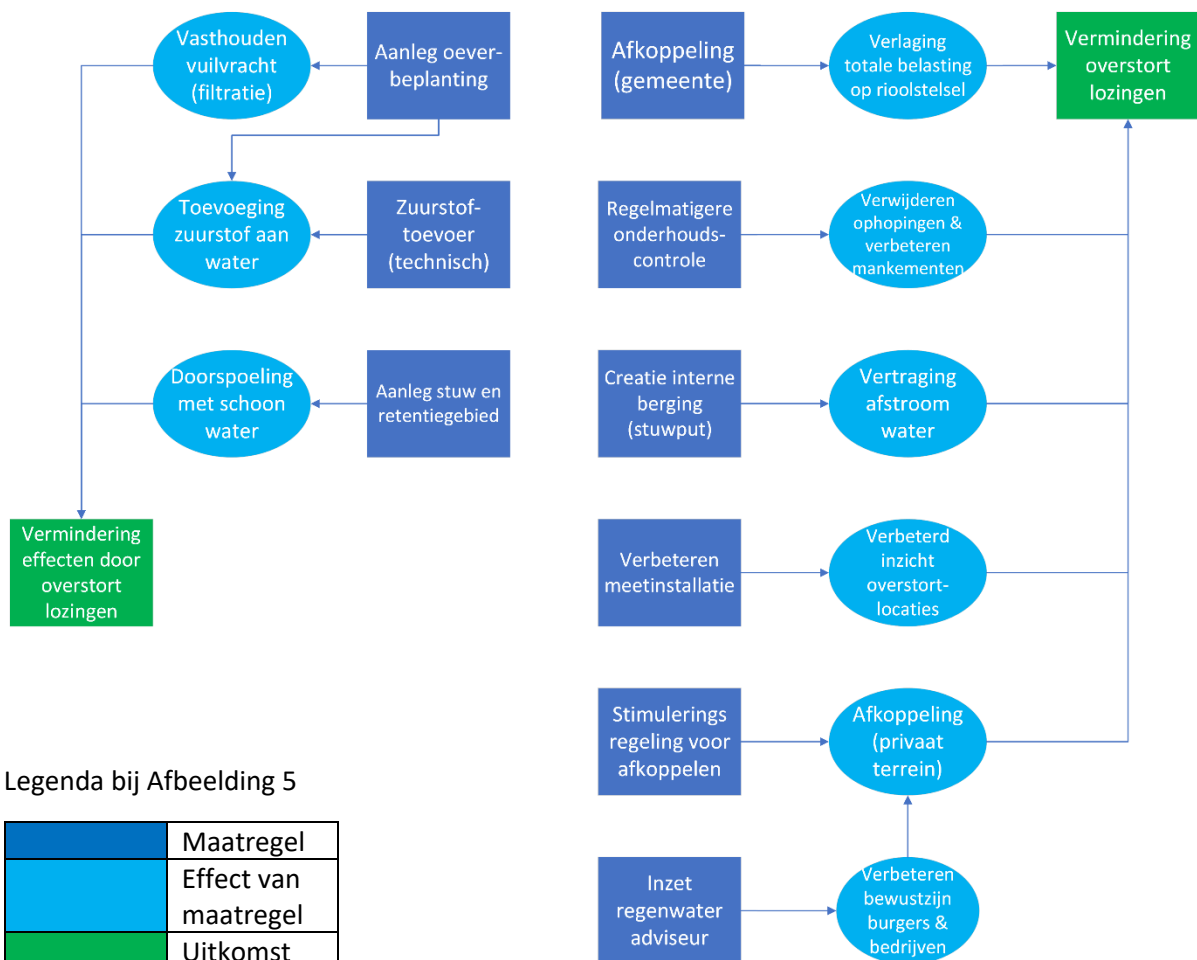 Vasthouden
vuilvracht
(filtratie)
Aanleg oever-
beplanting
Toevoeging
zuurstof aan
water
Zuurstof-
toevoer
(technisch)
Doorspoeling
met schoon
water
Aanleg stuw en
retentiegebied
Vermindering
effecten door
overstort
lozingen
Afkoppeling
(gemeente)
Verlaging
totale belasting
op rioolstelsel
Vermindering
overstort
lozingen
Regelmatigere
onderhouds-
controle
Verwijderen
ophopingen &
verbeteren
mankementen
Creatie interne
berging
(stuwput)
Vertraging
afstroom
water
Verbeteren
meetinstallatie
Verbeterd
inzicht
overstort-
locaties
Stimulerings
regeling voor
afkoppelen
Afkoppeling
(privaat
terrein)
Inzet
regenwater
adviseur
Verbeteren
bewustzijn
burgers &
bedrijven
Legenda bij Afbeelding 5
Maatregel
Effect van
maatregel
Uitkomst